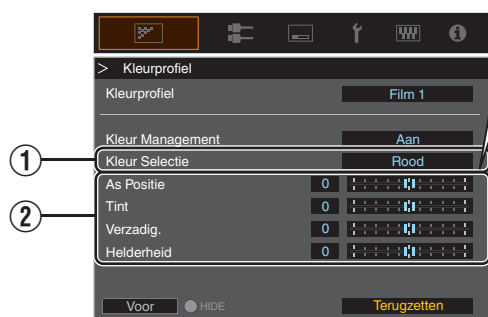 > Kleurprofiel
Kleurprofiel Film 1
Kleur Management Aan
① Kleur Selectie Rood
② As Positie 0
Tint 0
Verzadig. 0
Helderheid 0
Voor HIDE Terugzetten